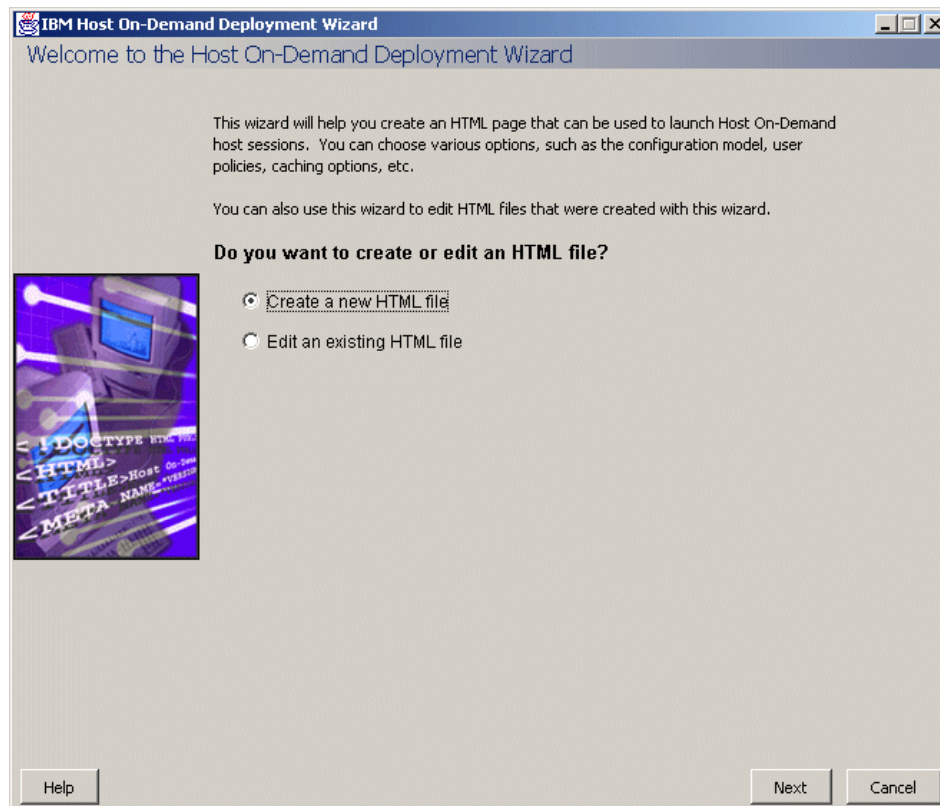 IBM Host On-Demand Deployment Wizard
Welcome to the Host On-Demand Deployment Wizard
This wizard will help you create an HTML page that can be used to launch Host On-Demand
host sessions. You can choose various options, such as the configuration model, user
policies, caching options, etc.
You can also use this wizard to edit HTML files that were created with this wizard.
Do you want to create or edit an HTML file?
Create a new HTML file
Edit an existing HTML file
<!DOCTYPE HTML
<HTML>
<TITLE>Host On-Dema
<META NAME="VERSION
Help
Next
Cancel